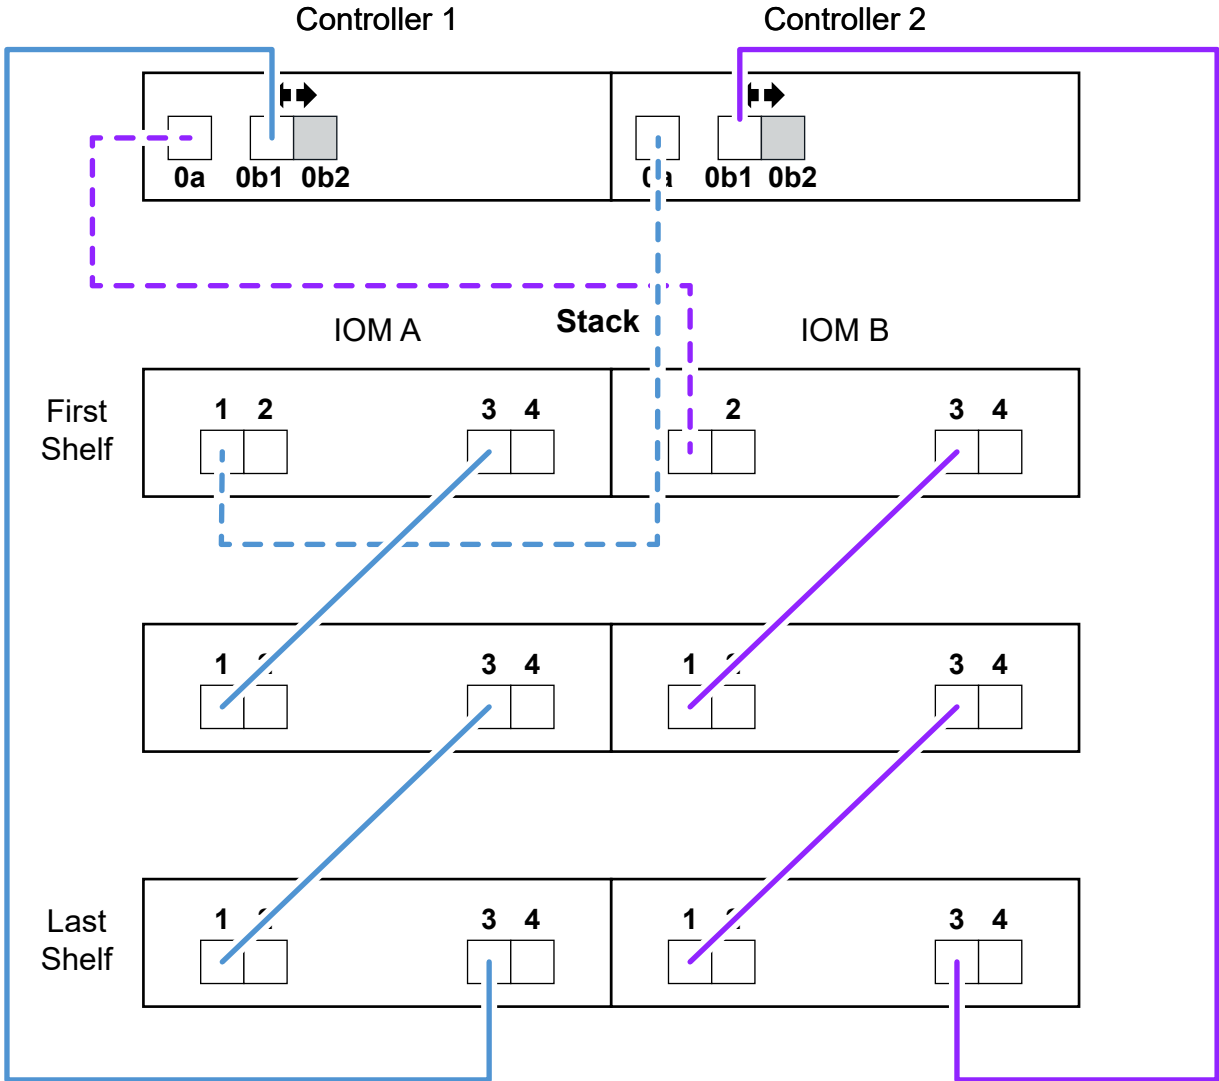 Controller 1 Controller 2
0a 0b1 0b2 0b1 0b2
IOM A Stack IOM B
First
Shelf
1 2 3 4 2 3 4
1 3 4 1 3 4
Last
Shelf
1 3 4 1 3 4